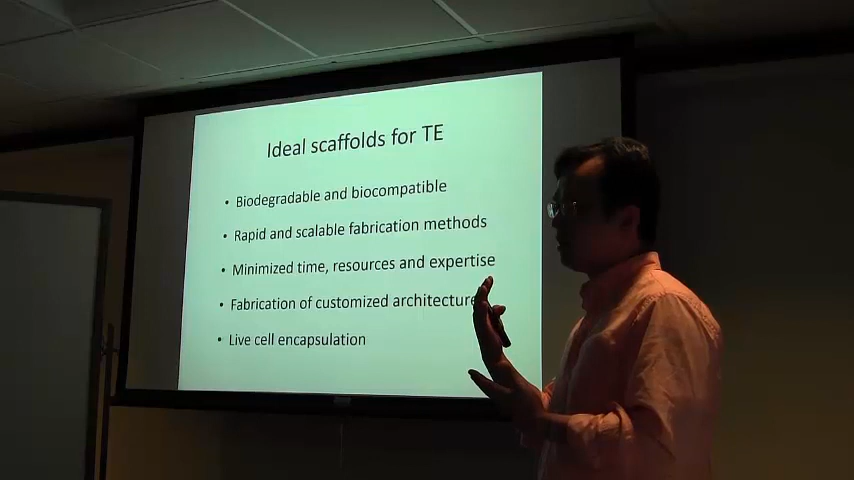 Ideal scaffolds for TE
• Biodegradable and biocompatible
• Rapid and scalable fabrication methods
• Minimized time, resources and expertise
• Fabrication of customized architecture
• Live cell encapsulation